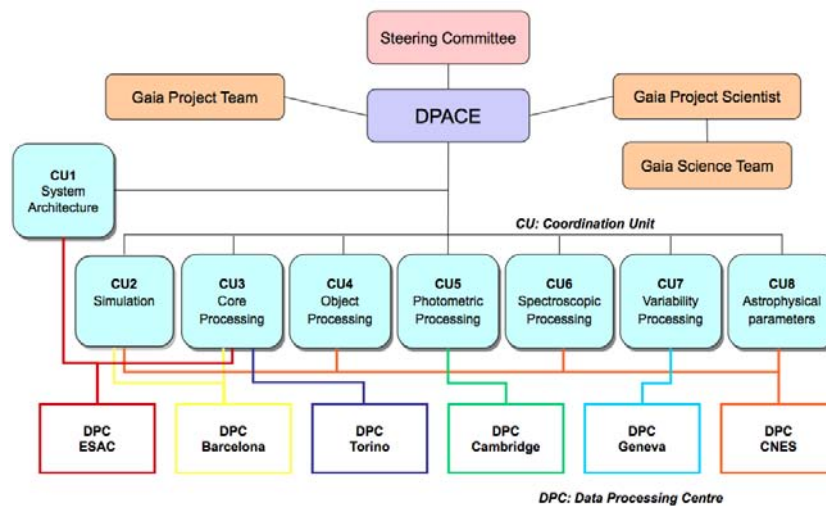 Steering Committee
Gaia Project Team
DPACE
Gaia Project Scientist
Gaia Science Team
CU1
System
Architecture
CU: Coordination Unit
CU2
Simulation
CU3
Core
Processing
CU4
Object
Processing
CU5
Photometric
Processing
CU6
Spectroscopic
Processing
CU7
Variability
Processing
CU8
Astrophysical
parameters
DPC
ESAC
DPC
Barcelona
DPC
Torino
DPC
Cambridge
DPC
Geneva
DPC
CNES
DPC: Data Processing Centre